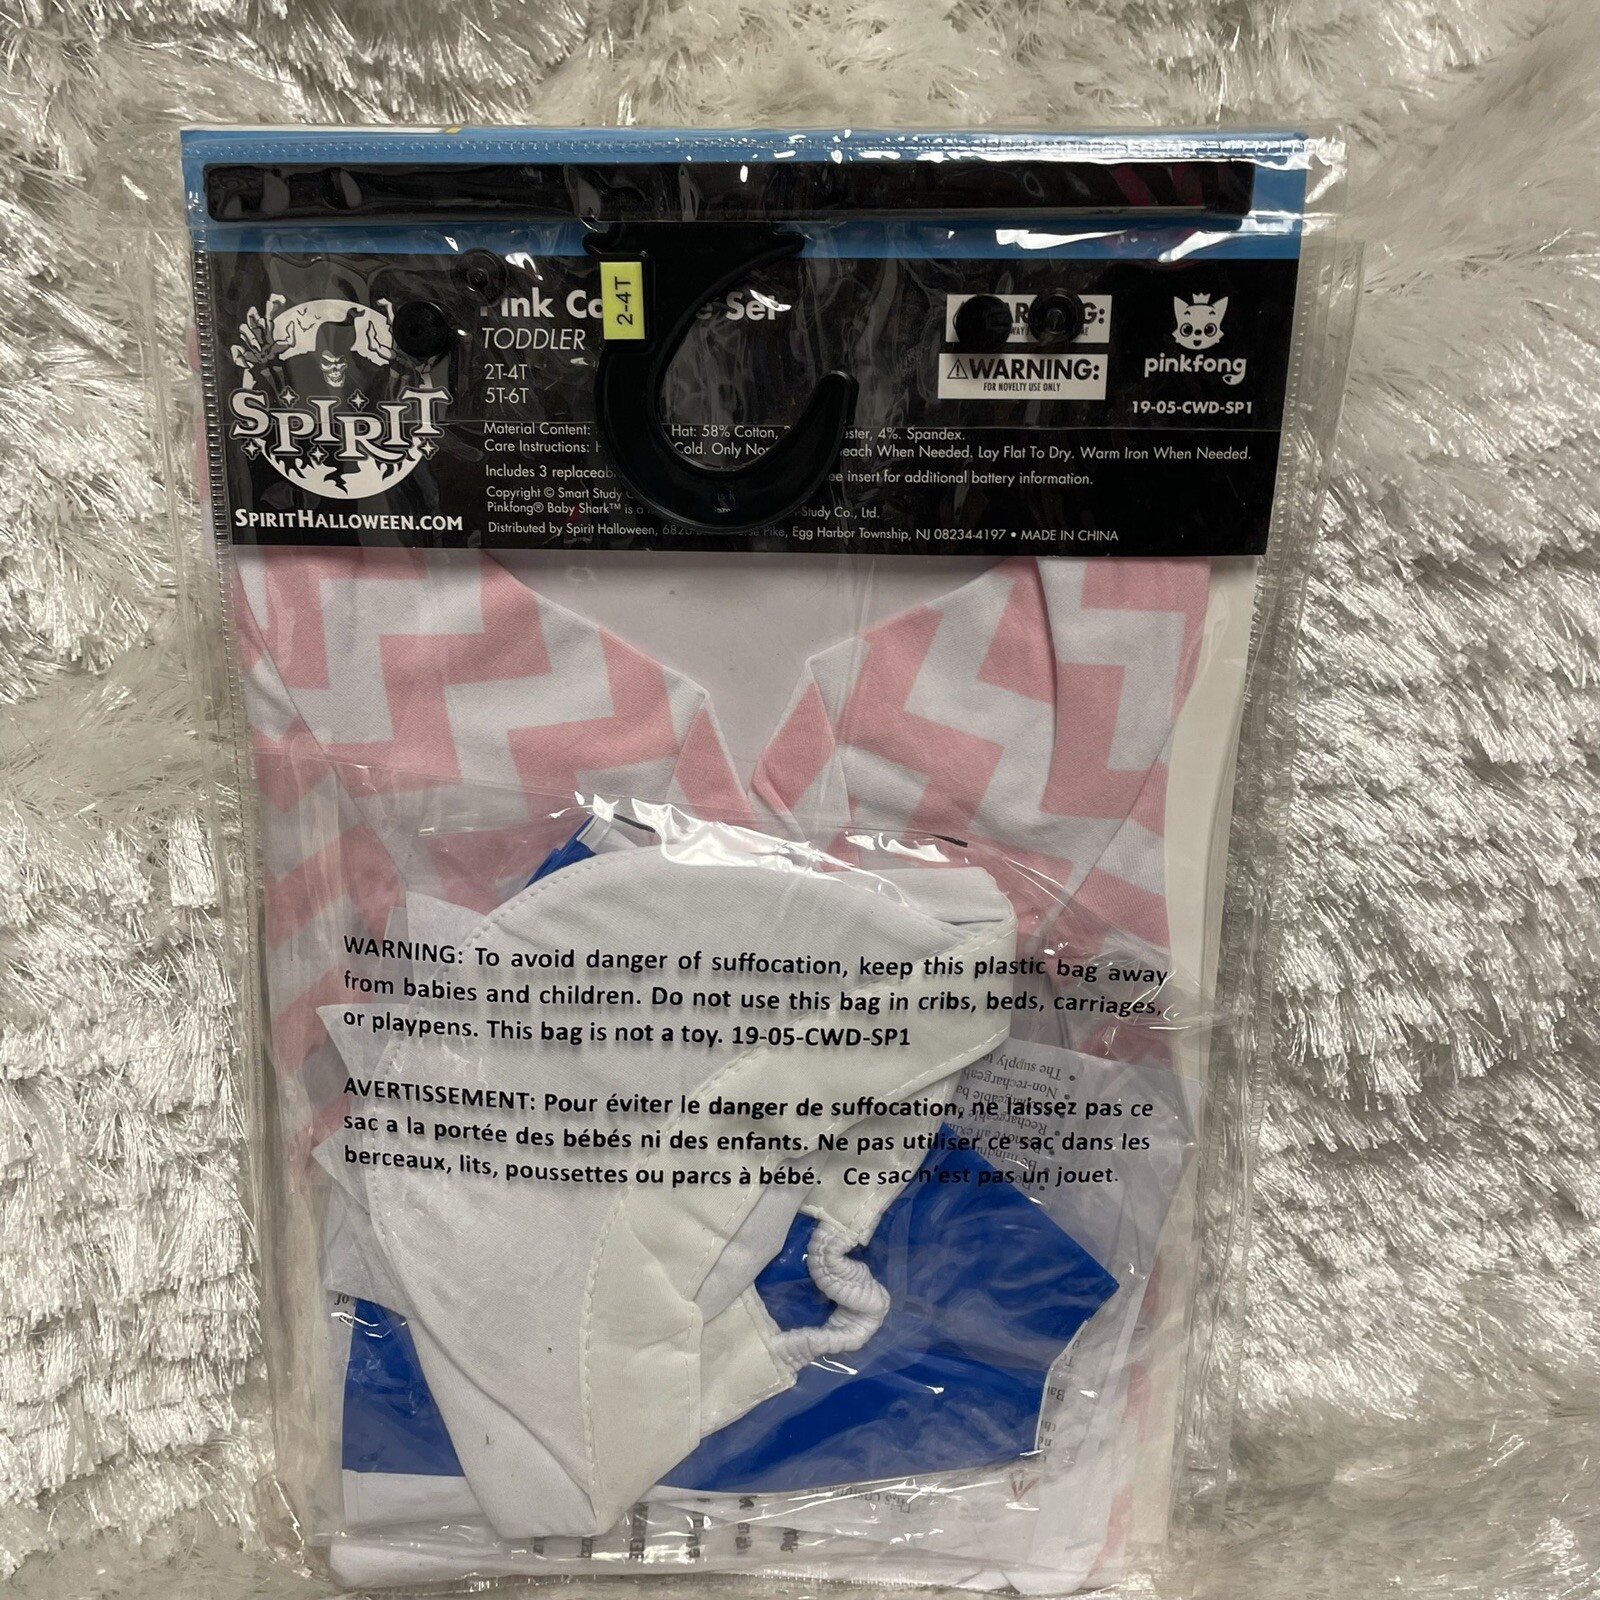 2-4T
Pink Set
TODDLER
2T-4T
5T-6T
SPIRIT
SPIRITHALLOWEEN.COM
WARNING:
FOR NOVELTY USE ONLY
pinkfong
19-05-CWD-SP1
Material Content: Hat: 58% Cotton, 4%. Spandex.
Care Instructions: Cold. Only When Needed. Lay Flat To Dry. Warm Iron When Needed.
Includes 3 insert for additional battery information.
Copyright © Smart Study Co., Ltd.
Pinkfong® Baby Shark™ is a
Distributed by Spirit Halloween, Pike, Egg Harbor Township, NJ 08234-4197 • MADE IN CHINA
WARNING: To avoid danger of suffocation, keep this plastic bag away
from babies and children. Do not use this bag in cribs, beds, carriages,
or playpens. This bag is not a toy. 19-05-CWD-SP1
AVERTISSEMENT: Pour éviter le danger de suffocation, ne laissez pas ce
sac a la portée des bébés ni des enfants. Ne pas utiliser ce sac dans les
berceaux, lits, poussettes ou parcs à bébé. Ce sac n'est pas un jouet.
• The supply